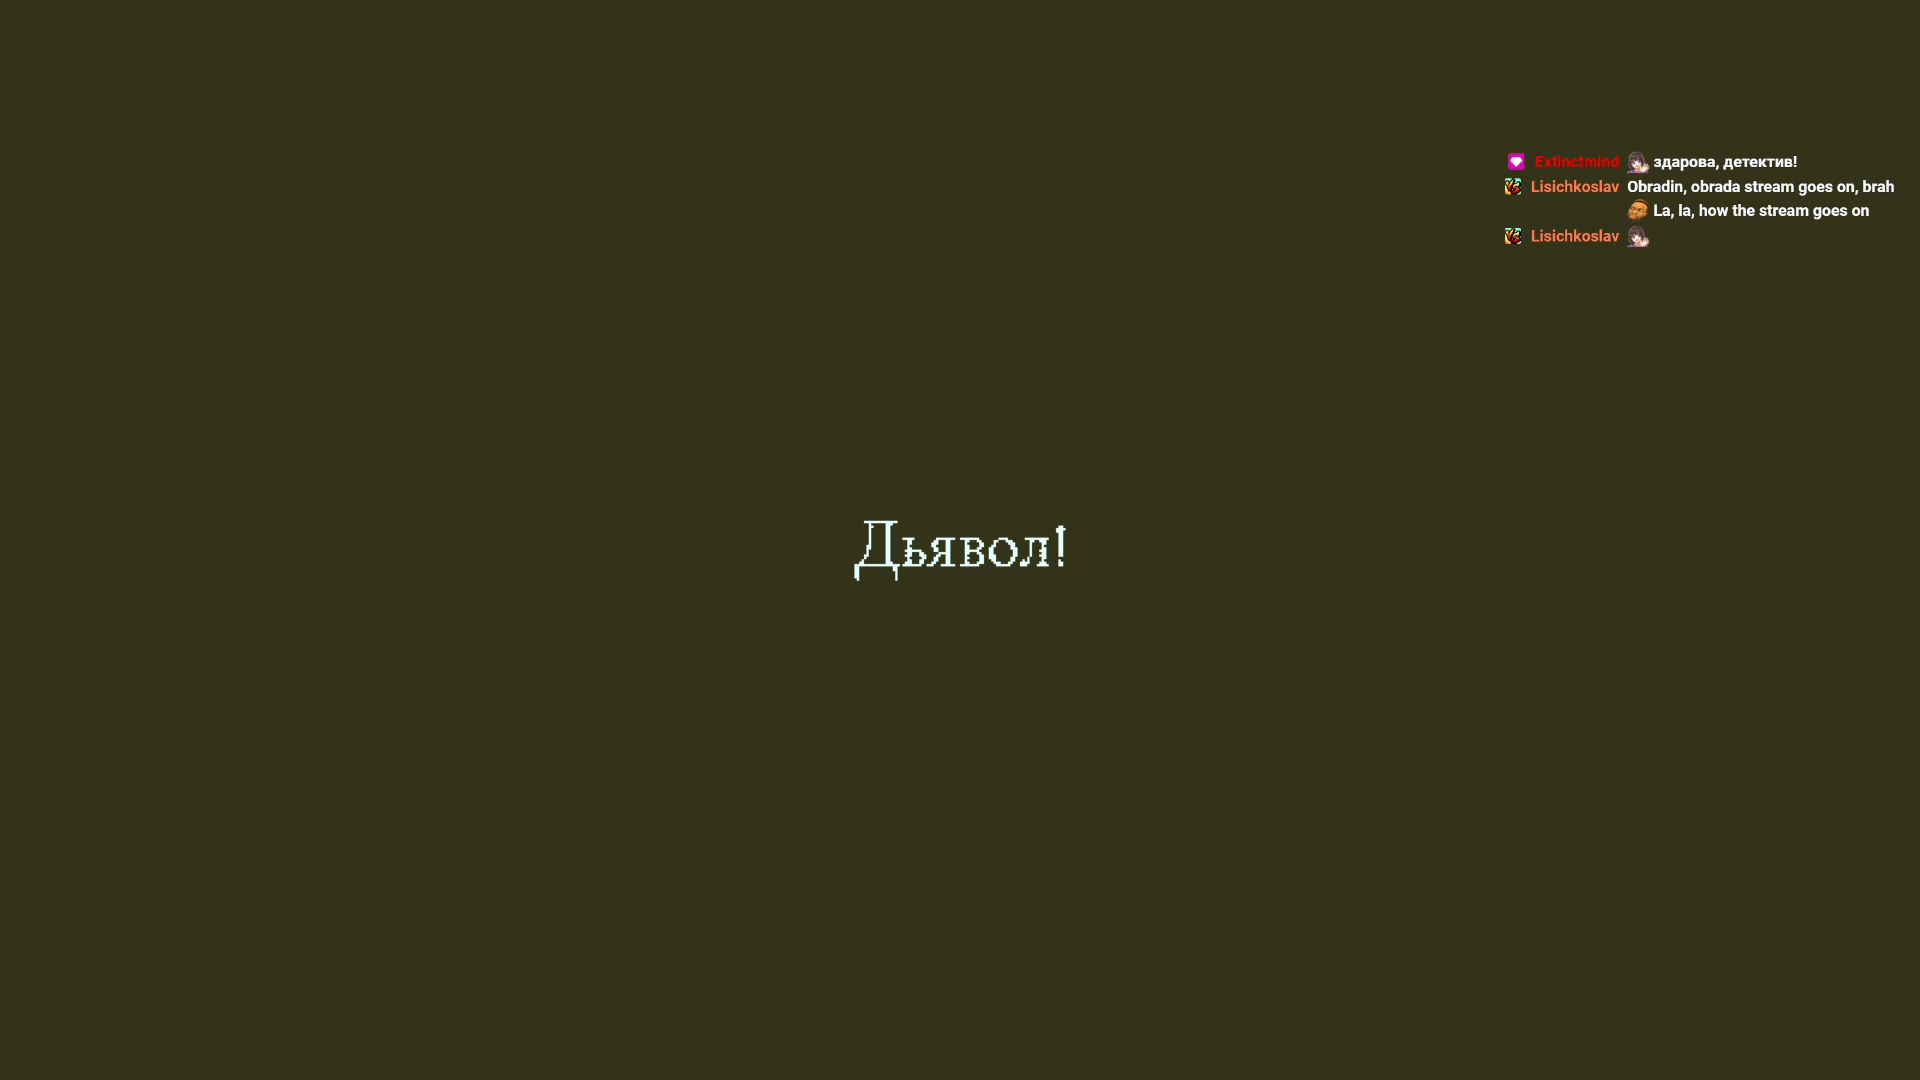 Extinctmind здарова, детектив!
Lisichkoslav Obradin, obrada stream goes on, brah
La, la, how the stream goes on
Lisichkoslav
Дьявол!